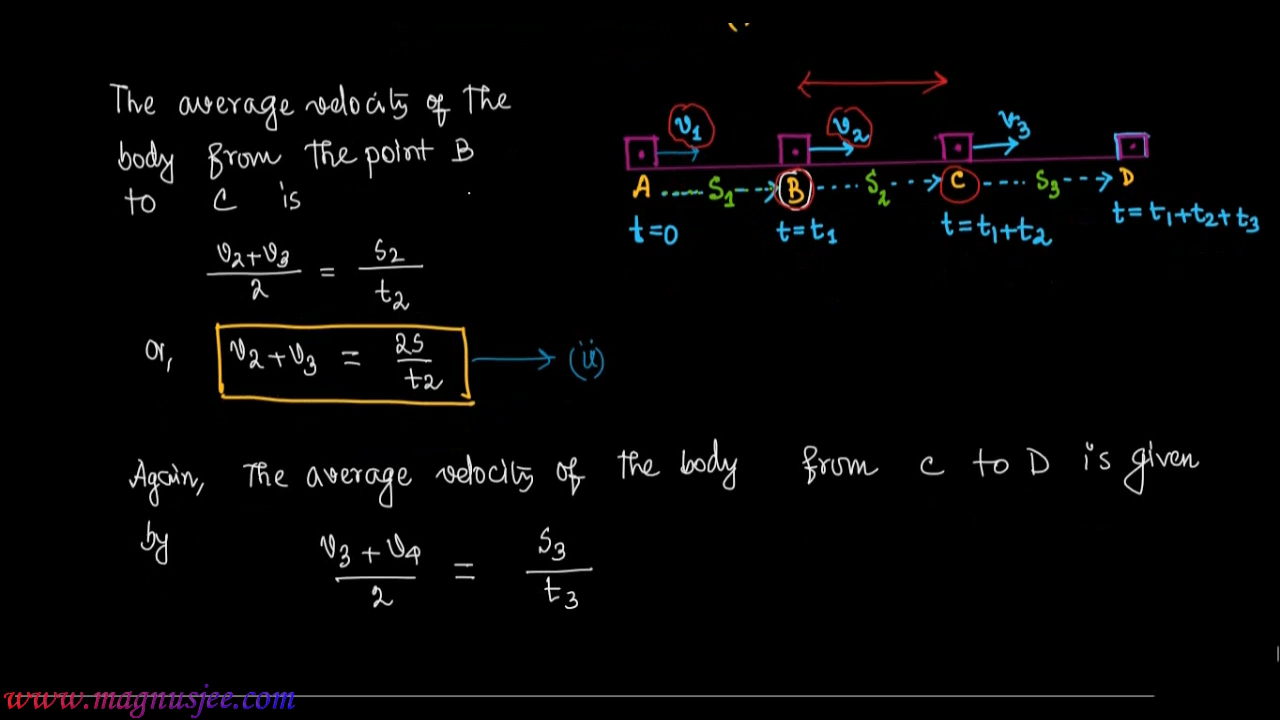 The average velocity of the
body from the point B
to C is
v2+v3 / 2 = s2 / t2
or, v2+v3 = 2s / t2 → (ii)
v1 v2 v3
A ---- S1 --→ B ---- S2 --→ C ---- S3 --→ D
t=0 t=t1 t=t1+t2 t=t1+t2+t3
Again, The average velocity of the body from C to D is given
by v3+v4 / 2 = s3 / t3
www.magnusjee.com